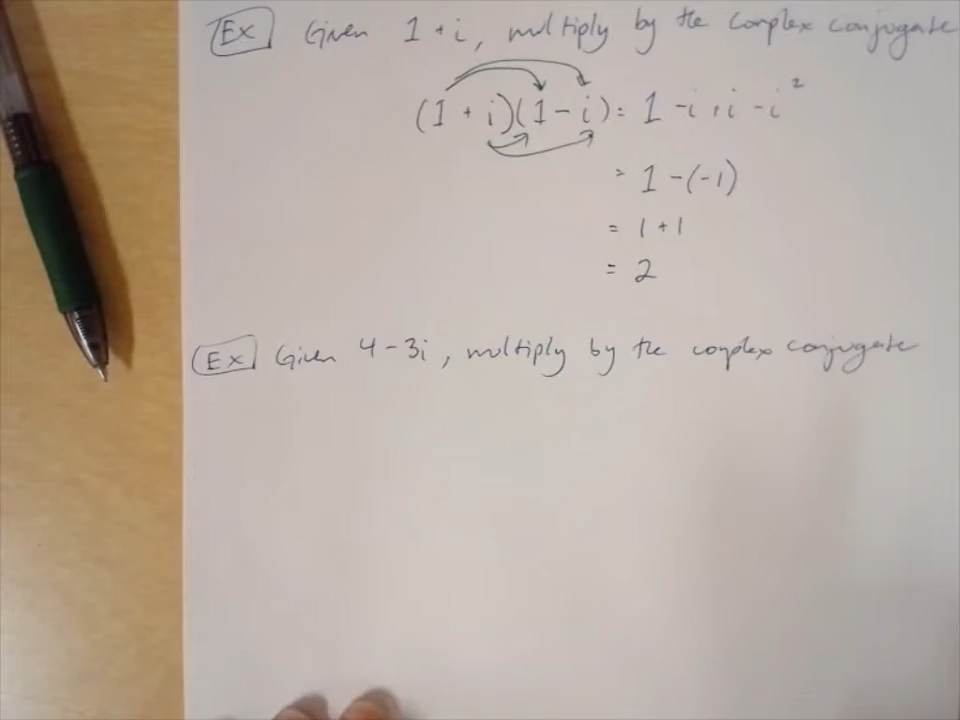 Ex Given 1 + i, multiply by the complex conjugate
(1 + i)(1 - i) = 1 - i + i - i²
= 1 - (-1)
= 1 + 1
= 2
Ex Given 4 - 3i, multiply by the complex conjugate